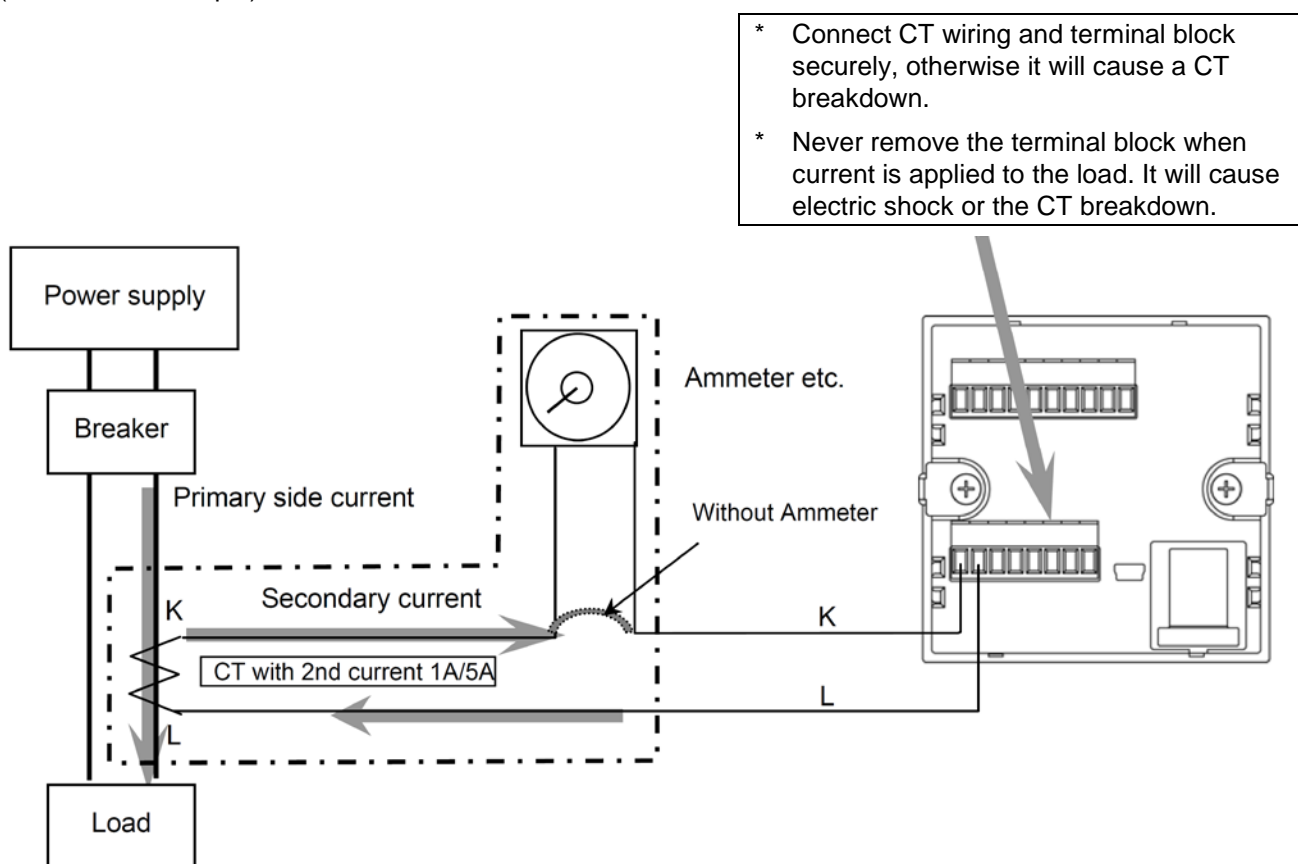 * Connect CT wiring and terminal block
securely, otherwise it will cause a CT
breakdown.
* Never remove the terminal block when
current is applied to the load. It will cause
electric shock or the CT breakdown.
Power supply
Ammeter etc.
Breaker
Primary side current
Without Ammeter
K
Secondary current
K
CT with 2nd current 1A/5A
L
L
Load